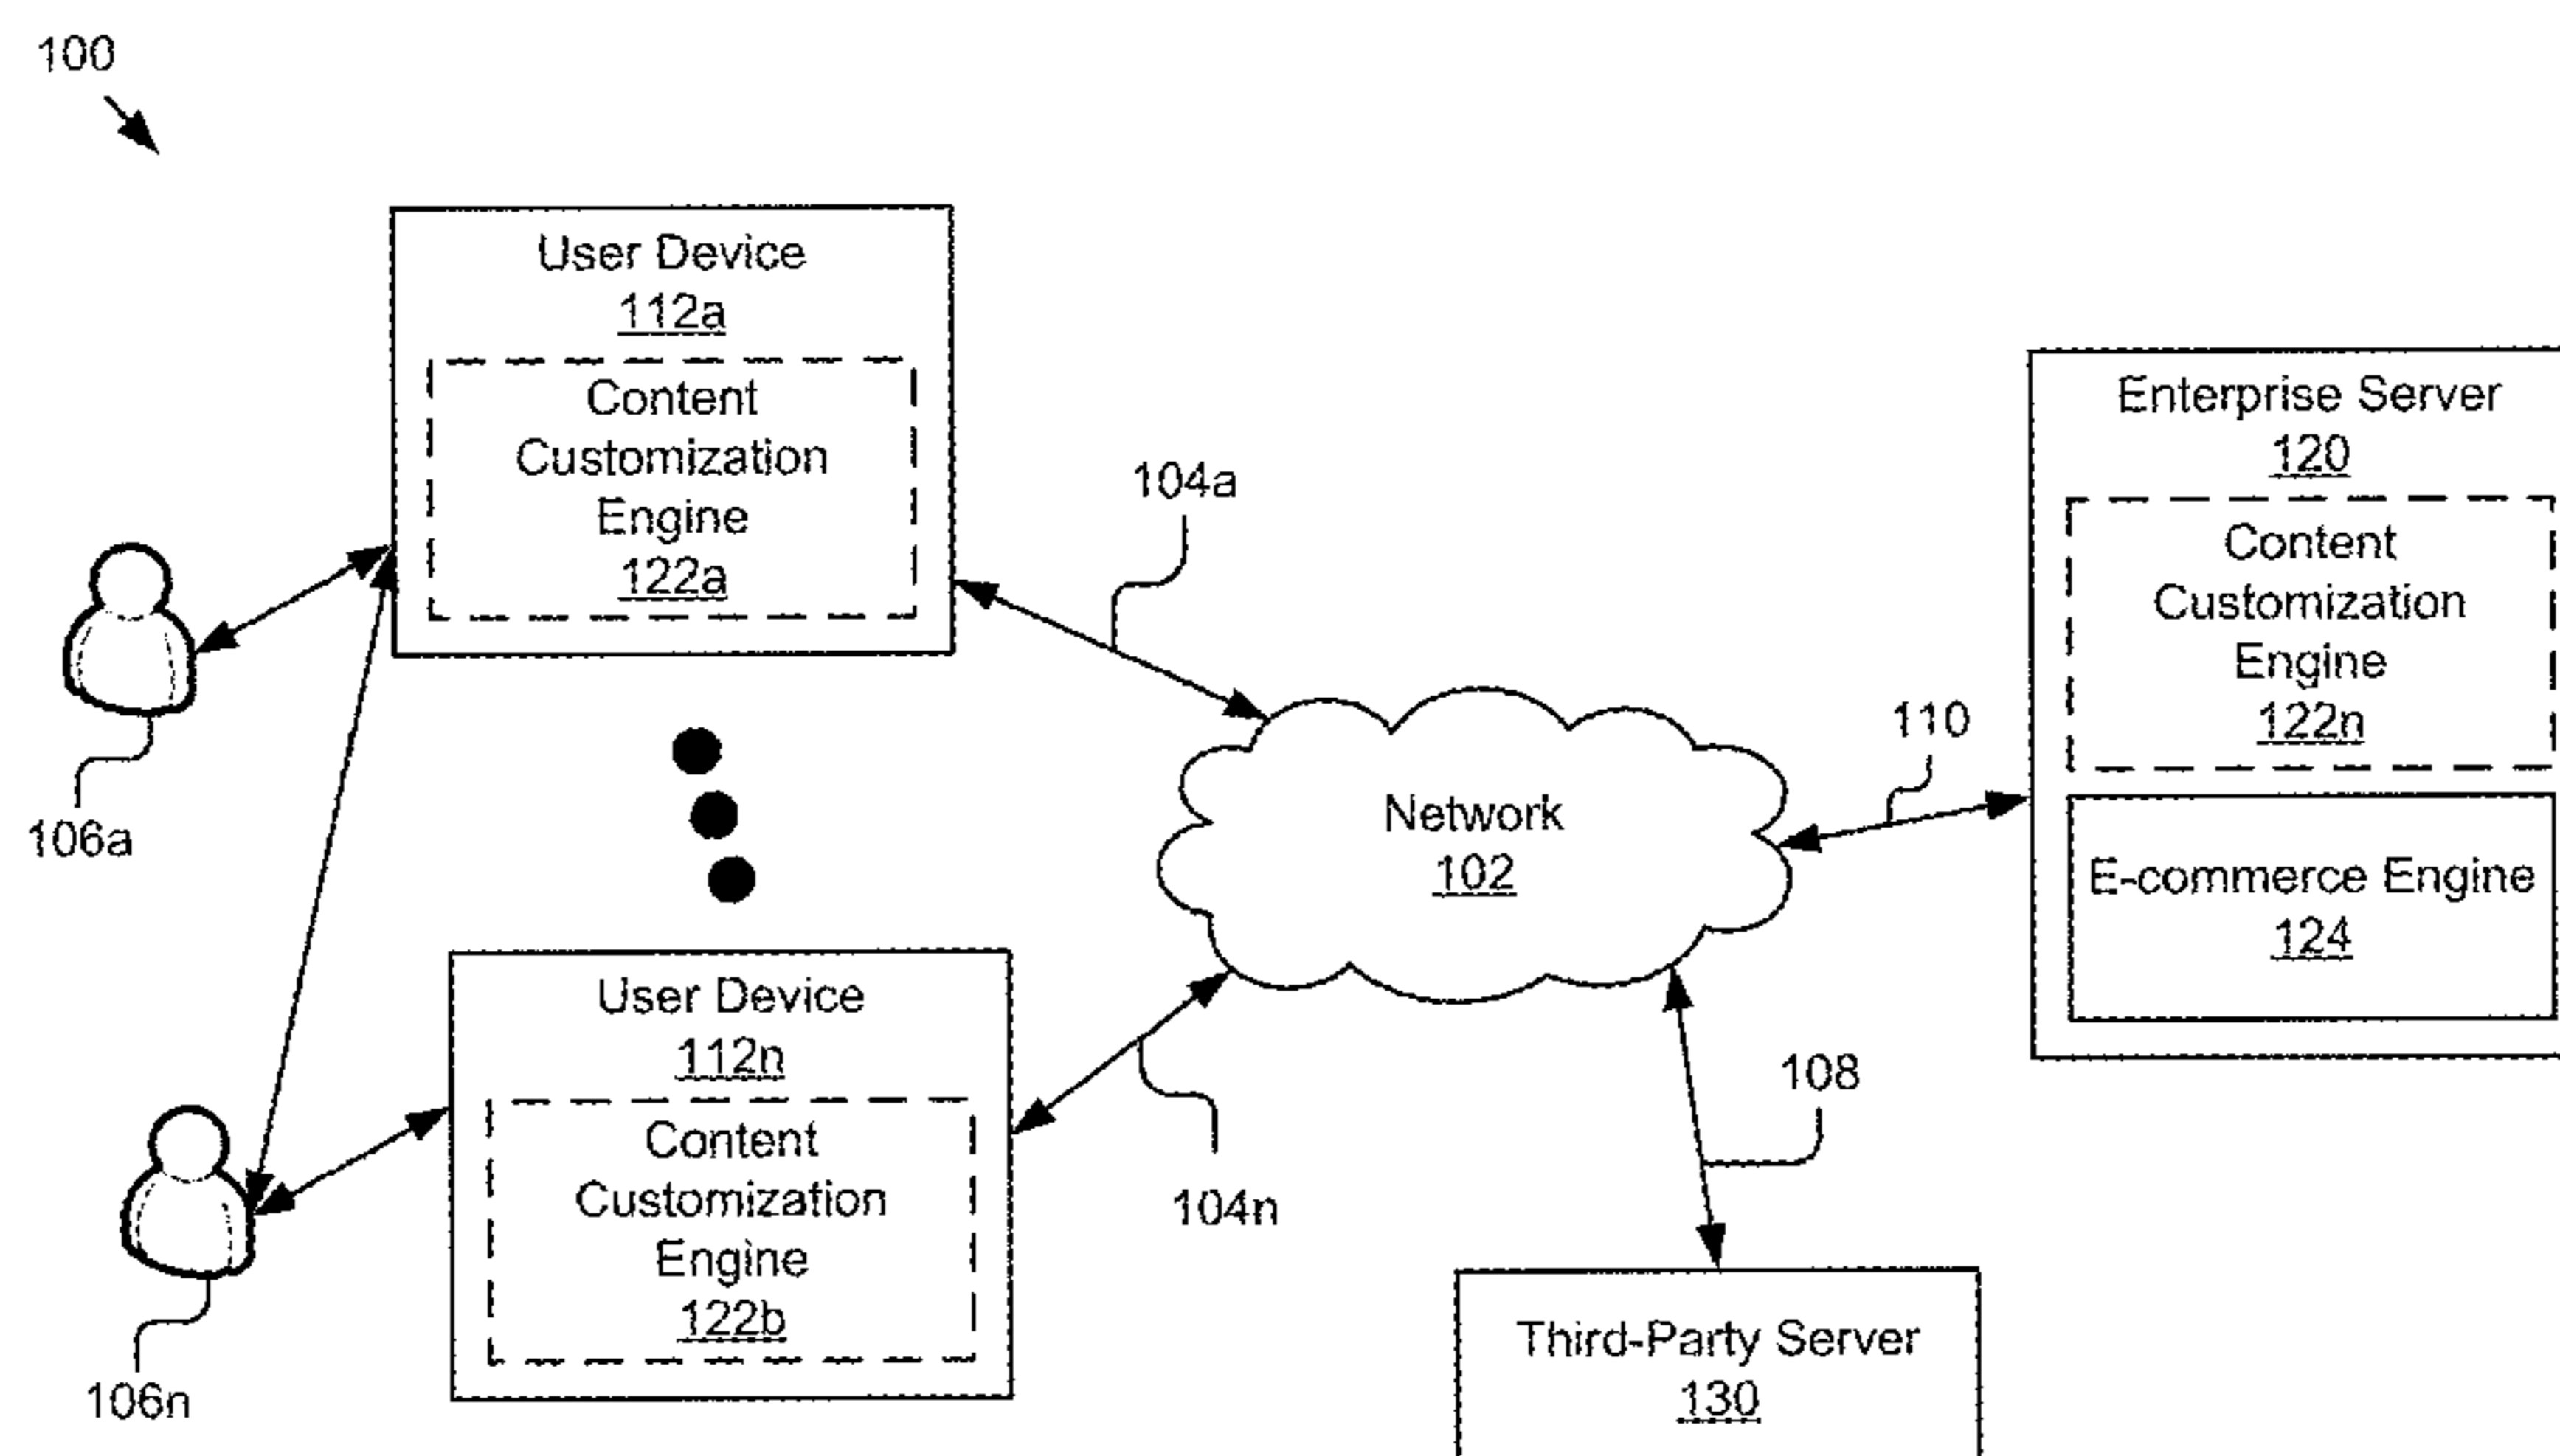 100
User Device
112a
Content
Customization
Engine
122a
104a
Enterprise Server
120
Content
Customization
Engine
122n
E-commerce Engine
124
110
Network
102
106a
User Device
112n
Content
Customization
Engine
122b
104n
108
106n
Third-Party Server
130